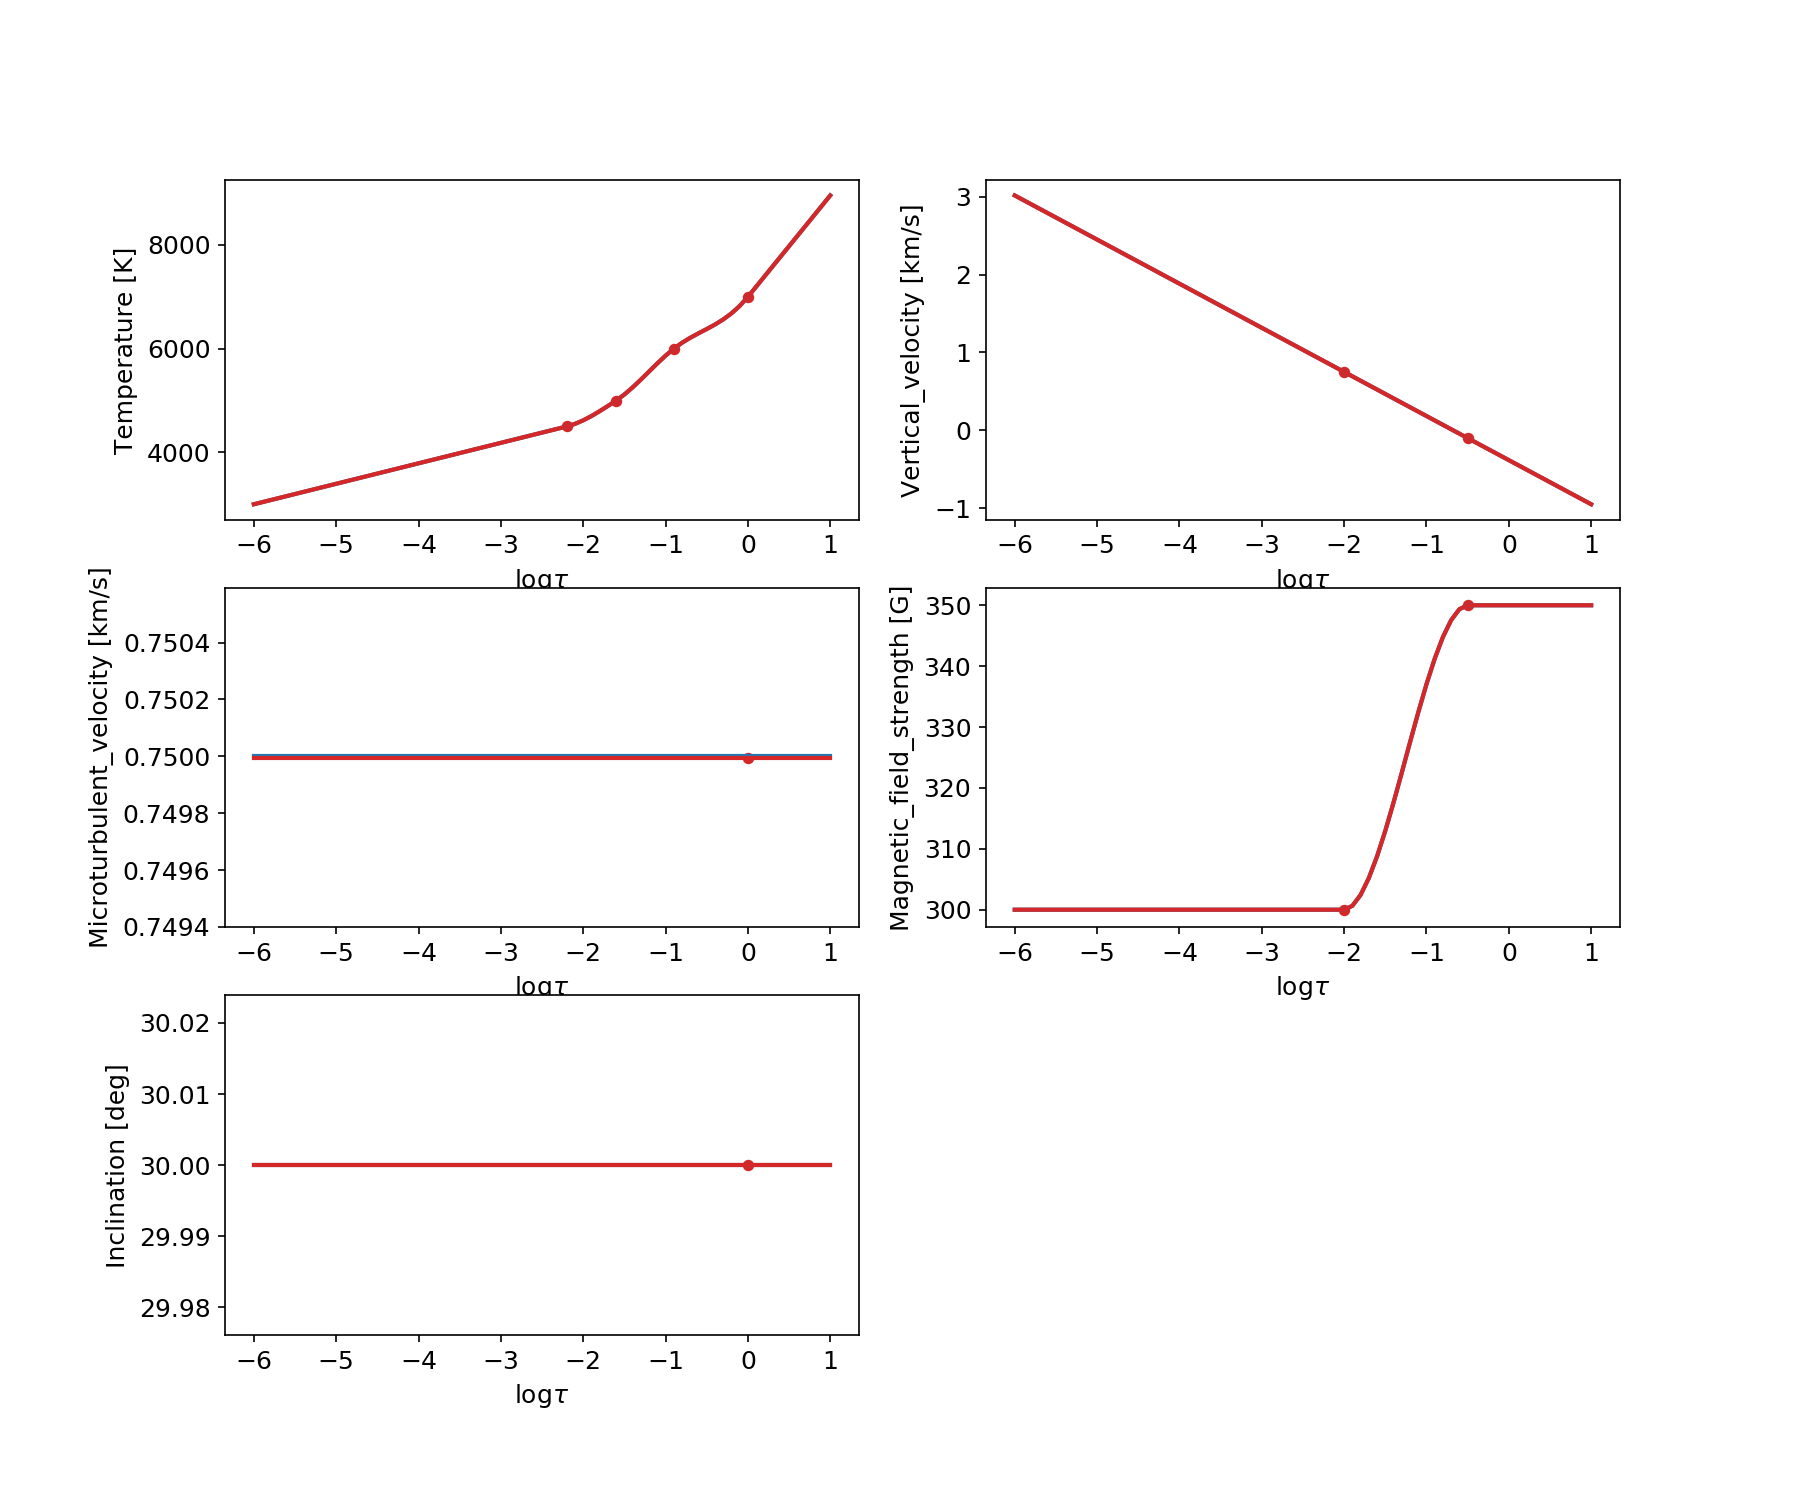 Temperature [K]
8000
6000
4000
−6 −5 −4 −3 −2 −1 0 1
logτ
Vertical_velocity [km/s]
3
2
1
0
−1
−6 −5 −4 −3 −2 −1 0 1
logτ
Microturbulent_velocity [km/s]
0.7504
0.7502
0.7500
0.7498
0.7496
0.7494
−6 −5 −4 −3 −2 −1 0 1
logτ
Magnetic_field_strength [G]
350
340
330
320
310
300
−6 −5 −4 −3 −2 −1 0 1
logτ
Inclination [deg]
30.02
30.01
30.00
29.99
29.98
−6 −5 −4 −3 −2 −1 0 1
logτ